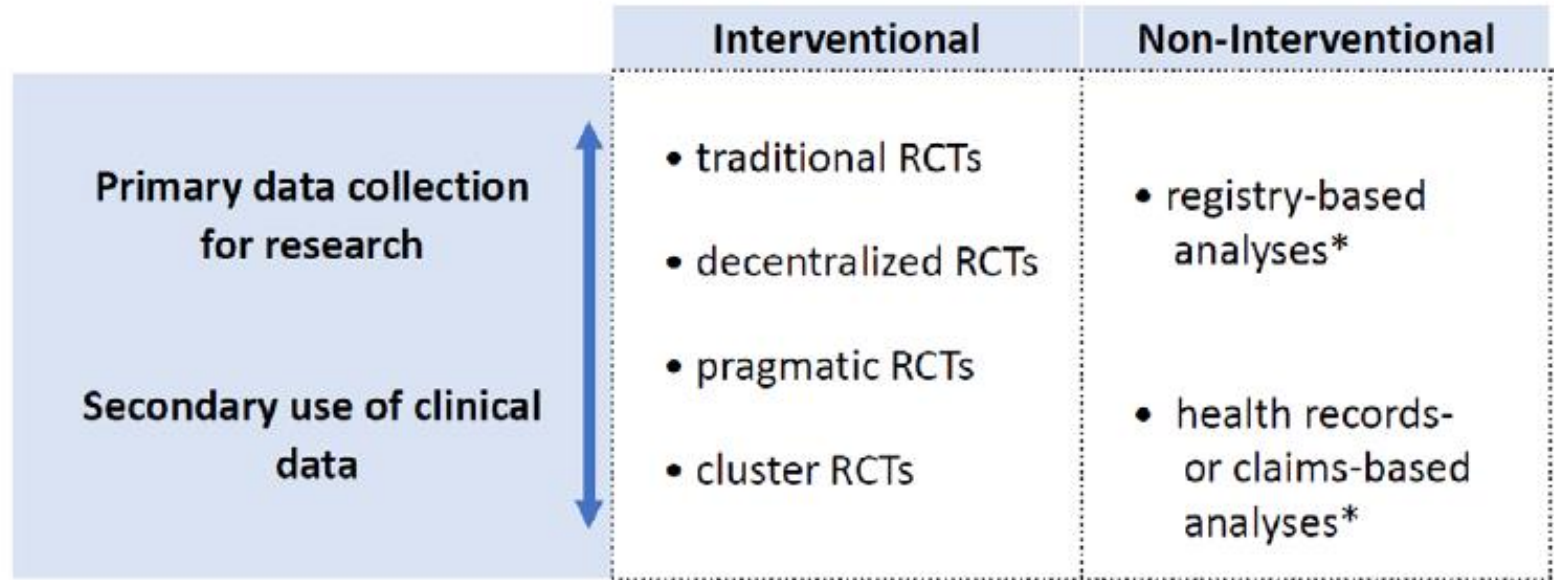 Interventional
Non-Interventional
Primary data collection
for research
Secondary use of clinical
data
• traditional RCTs
• decentralized RCTs
• pragmatic RCTs
• cluster RCTs
• registry-based
analyses*
• health records-
or claims-based
analyses*